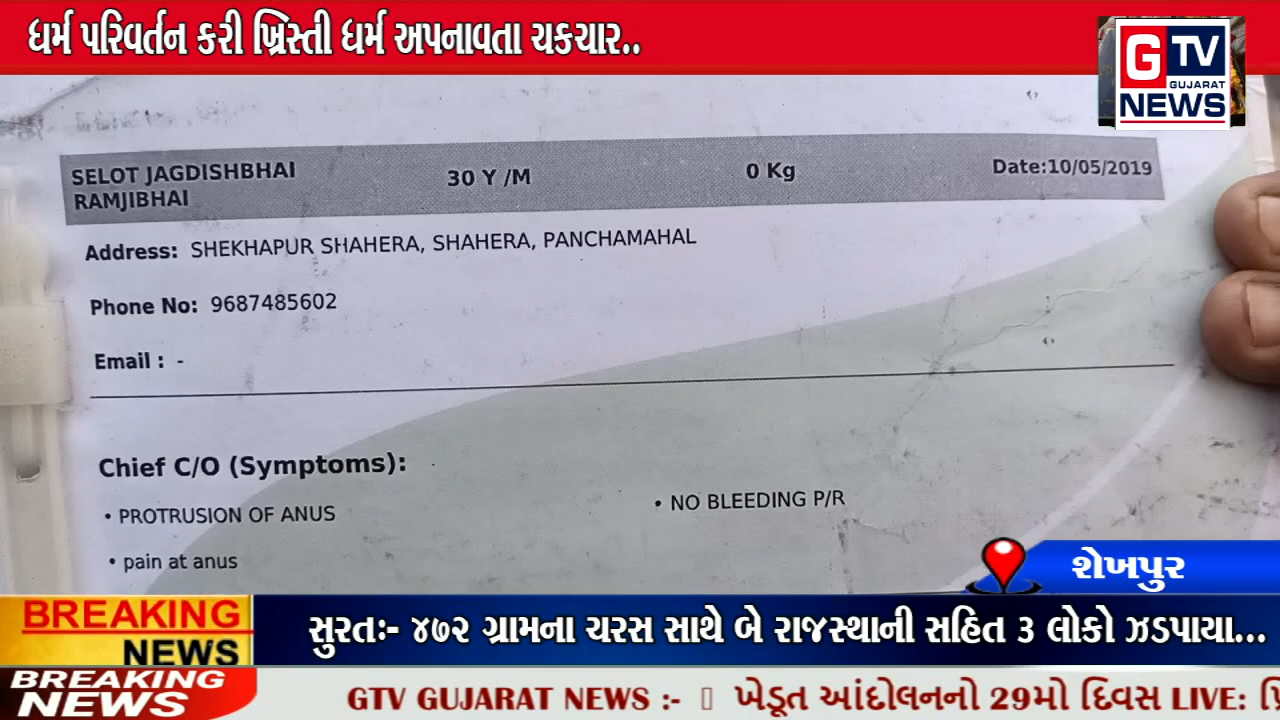 ધર્મ પરિવર્તન કરી ખ્રિસ્તી ધર્મ અપનાવતા ચકચાર..
G TV
GUJARAT
NEWS
SELOT JAGDISHBHAI
RAMJIBHAI
30 Y /M
0 Kg
Date:10/05/2019
Address: SHEKHAPUR SHAHERA, SHAHERA, PANCHAMAHAL
Phone No: 9687485602
Email : -
Chief C/O (Symptoms):
• PROTRUSION OF ANUS
• NO BLEEDING P/R
• pain at anus
શેખપુર
BREAKING
NEWS
સુરતઃ- ૪૭૨ ગ્રામના ચરસ સાથે બે રાજસ્થાની સહિત ૩ લોકો ઝડપાયા...
BREAKING
NEWS
GTV GUJARAT NEWS :- ખેડૂત આંદોલનનો 29મો દિવસ LIVE: